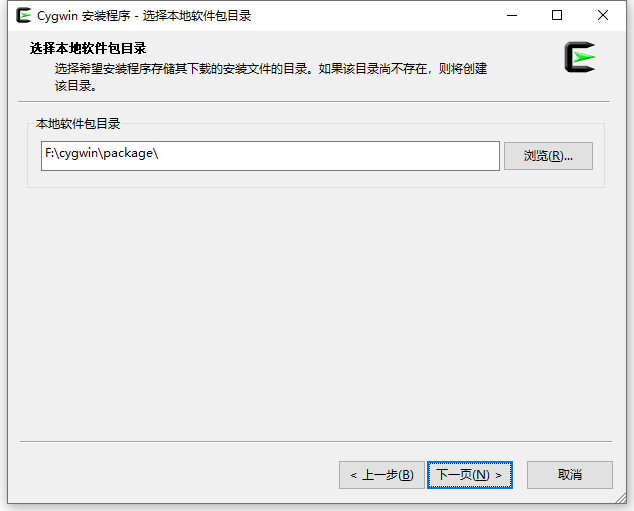 Cygwin 安装程序 - 选择本地软件包目录
选择本地软件包目录
选择希望安装程序存储其下载的安装文件的目录。如果该目录尚不存在，则将创建
该目录。
本地软件包目录
F:\cygwin\package\
浏览(R)...
< 上一步(B)
下一页(N) >
取消